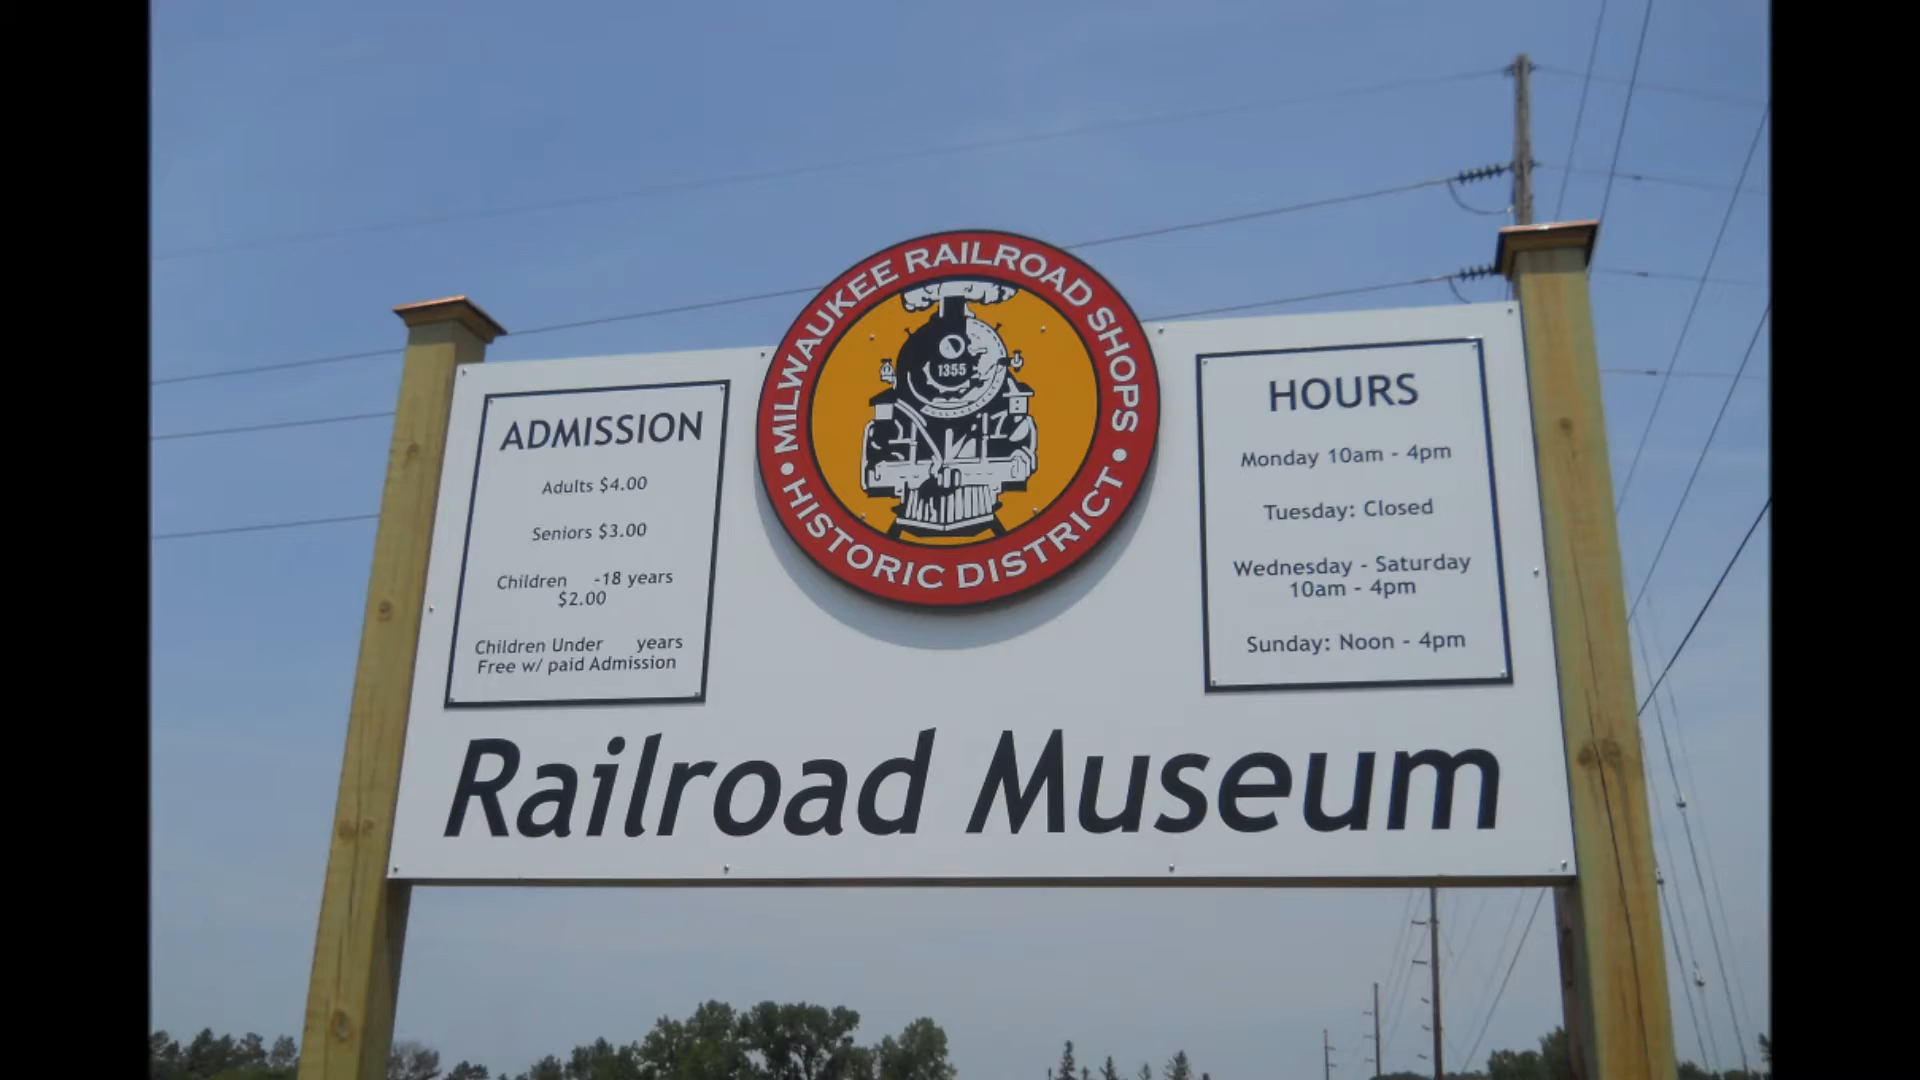 MILWAUKEE RAILROAD SHOPS
1355
• HISTORIC DISTRICT •
ADMISSION
Adults $4.00
Seniors $3.00
Children -18 years
$2.00
Children Under years
Free w/ paid Admission
HOURS
Monday 10am - 4pm
Tuesday: Closed
Wednesday - Saturday
10am - 4pm
Sunday: Noon - 4pm
Railroad Museum